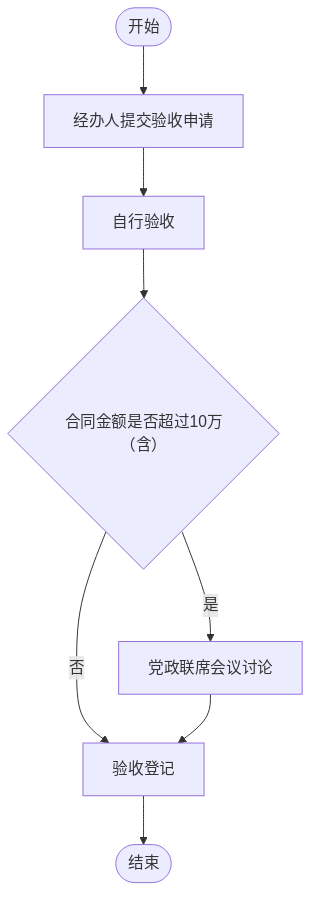 开始
经办人提交验收申请
自行验收
合同金额是否超过10万
（含）
是
否
党政联席会议讨论
验收登记
结束